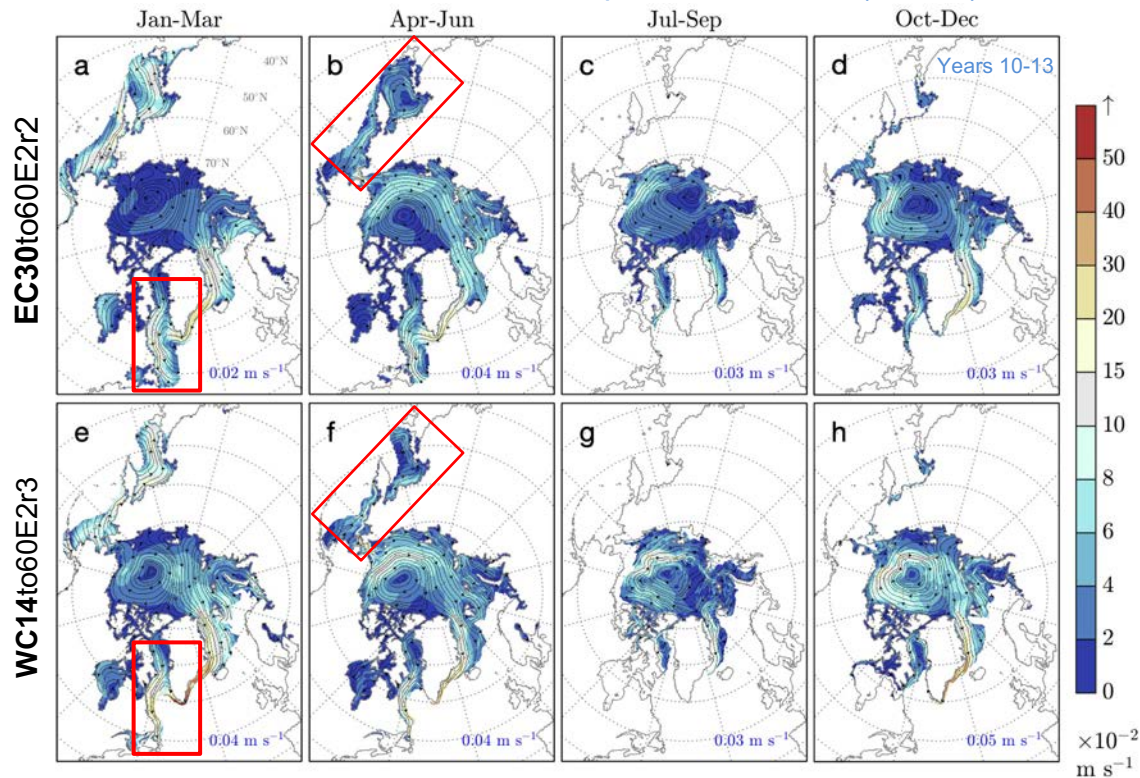 Jan-Mar
Apr-Jun
Jul-Sep
Oct-Dec
EC30to60E2r2
a
40°N
50°N
60°N
70°N
0.02 m s⁻¹
b
0.04 m s⁻¹
c
0.03 m s⁻¹
d
Years 10-13
0.03 m s⁻¹
WC14to60E2r3
e
0.04 m s⁻¹
f
0.04 m s⁻¹
g
0.03 m s⁻¹
h
0.05 m s⁻¹
↑
50
40
30
20
15
10
8
6
4
2
0
×10⁻²
m s⁻¹